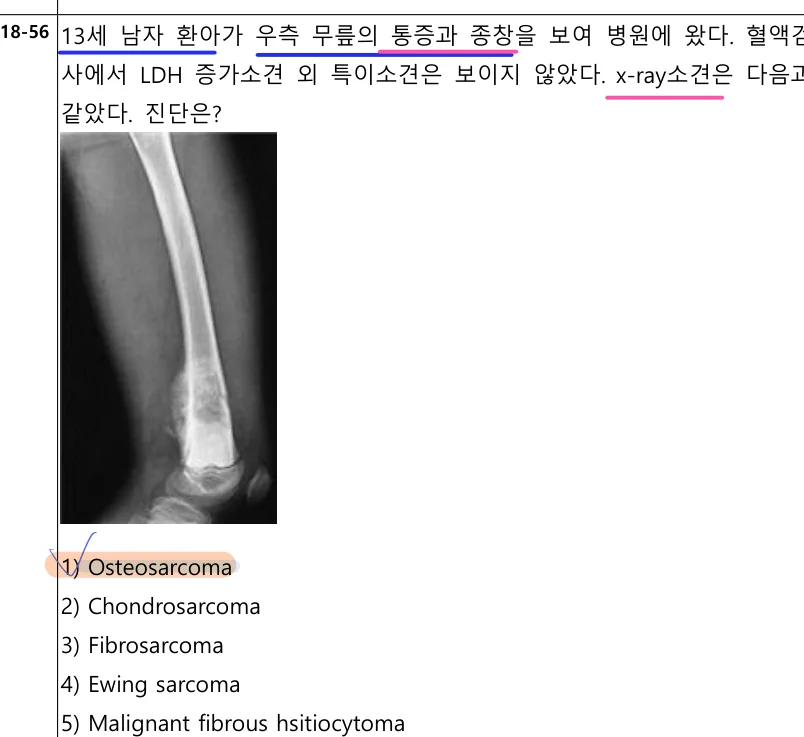 18-56 13세 남자 환아가 우측 무릎의 통증과 종창을 보여 병원에 왔다. 혈액검
사에서 LDH 증가소견 외 특이소견은 보이지 않았다. x-ray소견은 다음과
같았다. 진단은?
1) Osteosarcoma
2) Chondrosarcoma
3) Fibrosarcoma
4) Ewing sarcoma
5) Malignant fibrous hsitiocytoma